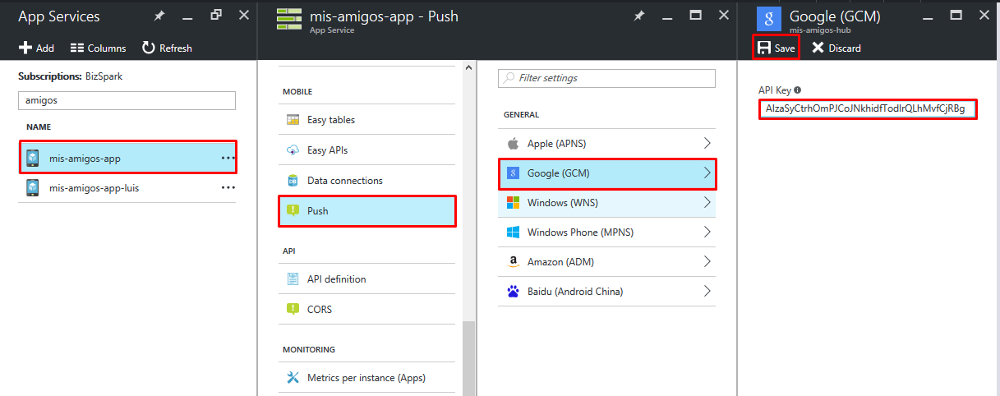 App Services
Add
Columns
Refresh
Subscriptions: BizSpark
amigos
NAME
mis-amigos-app
mis-amigos-app-luis
mis-amigos-app - Push
App Service
MOBILE
Easy tables
Easy APIs
Data connections
Push
API
API definition
CORS
MONITORING
Metrics per instance (Apps)
Filter settings
GENERAL
Apple (APNS)
Google (GCM)
Windows (WNS)
Windows Phone (MPNS)
Amazon (ADM)
Baidu (Android China)
Google (GCM)
mis-amigos-hub
Save
Discard
API Key
AIzaSyCtrhOmPJCoJNkhidfTodIrQLhMvfCjRBg